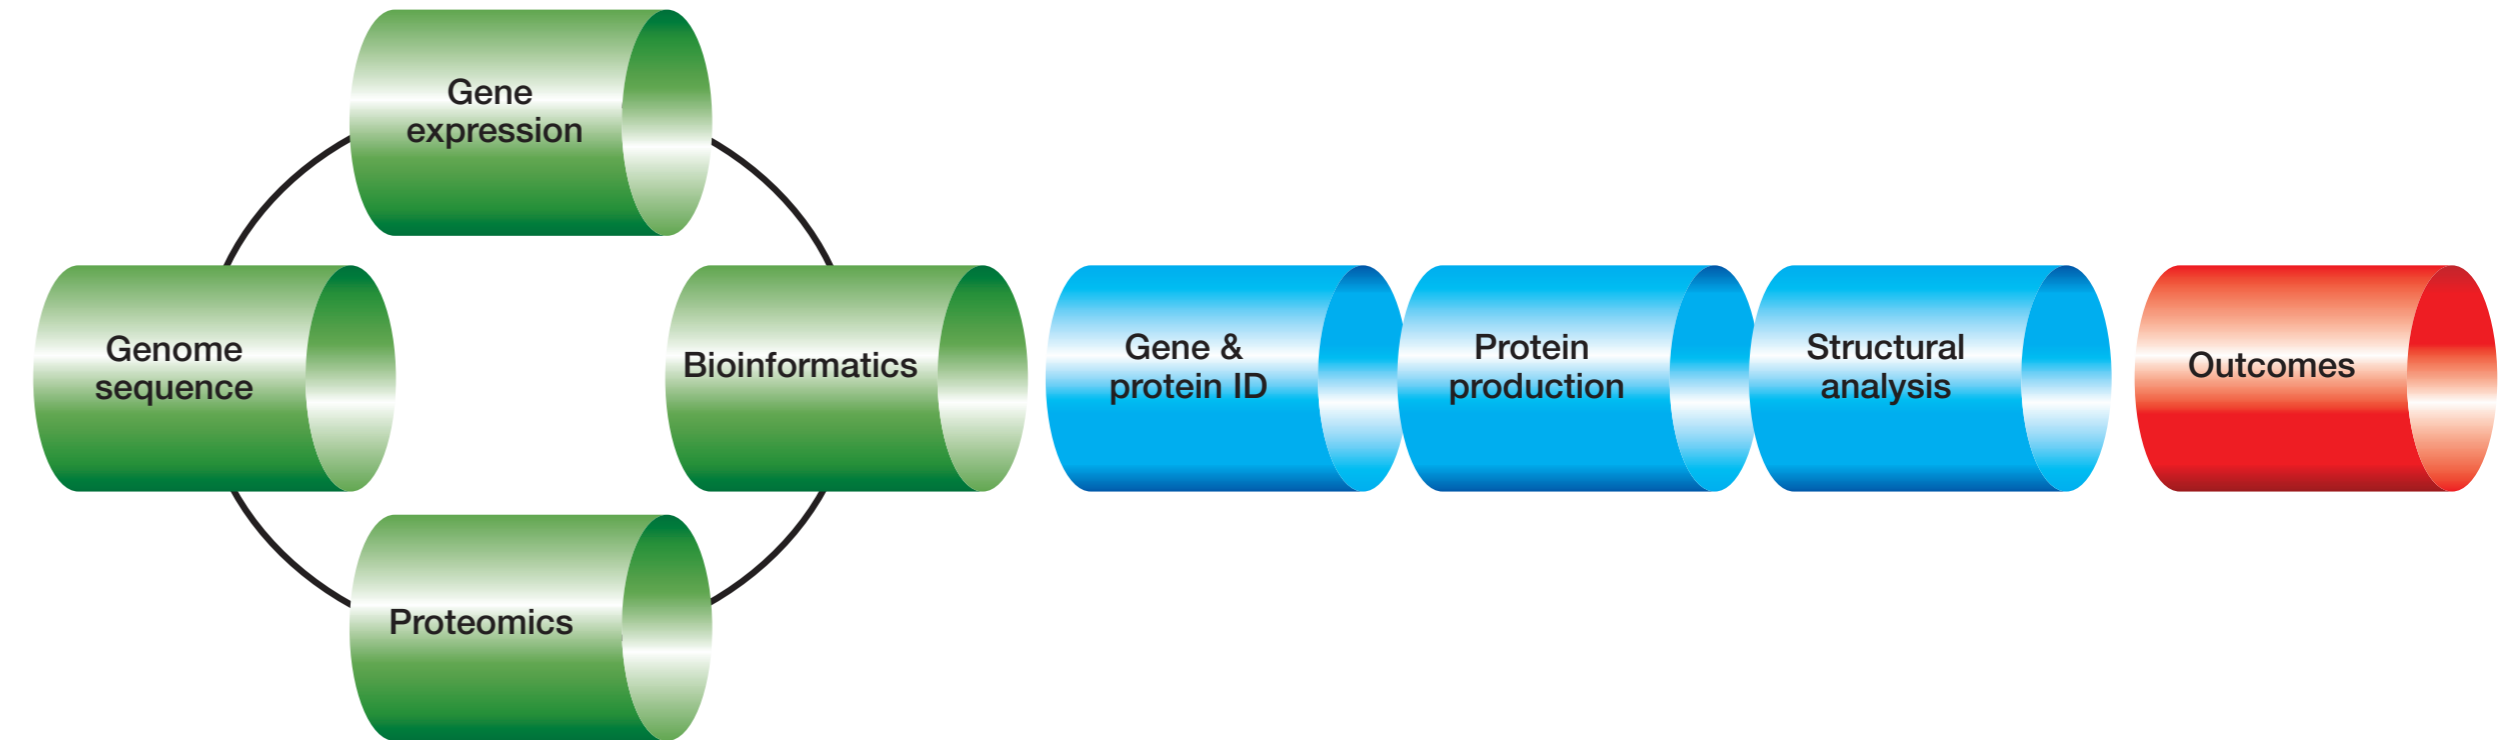 Gene
expression
Genome
sequence
Bioinformatics
Proteomics
Gene &
protein ID
Protein
production
Structural
analysis
Outcomes